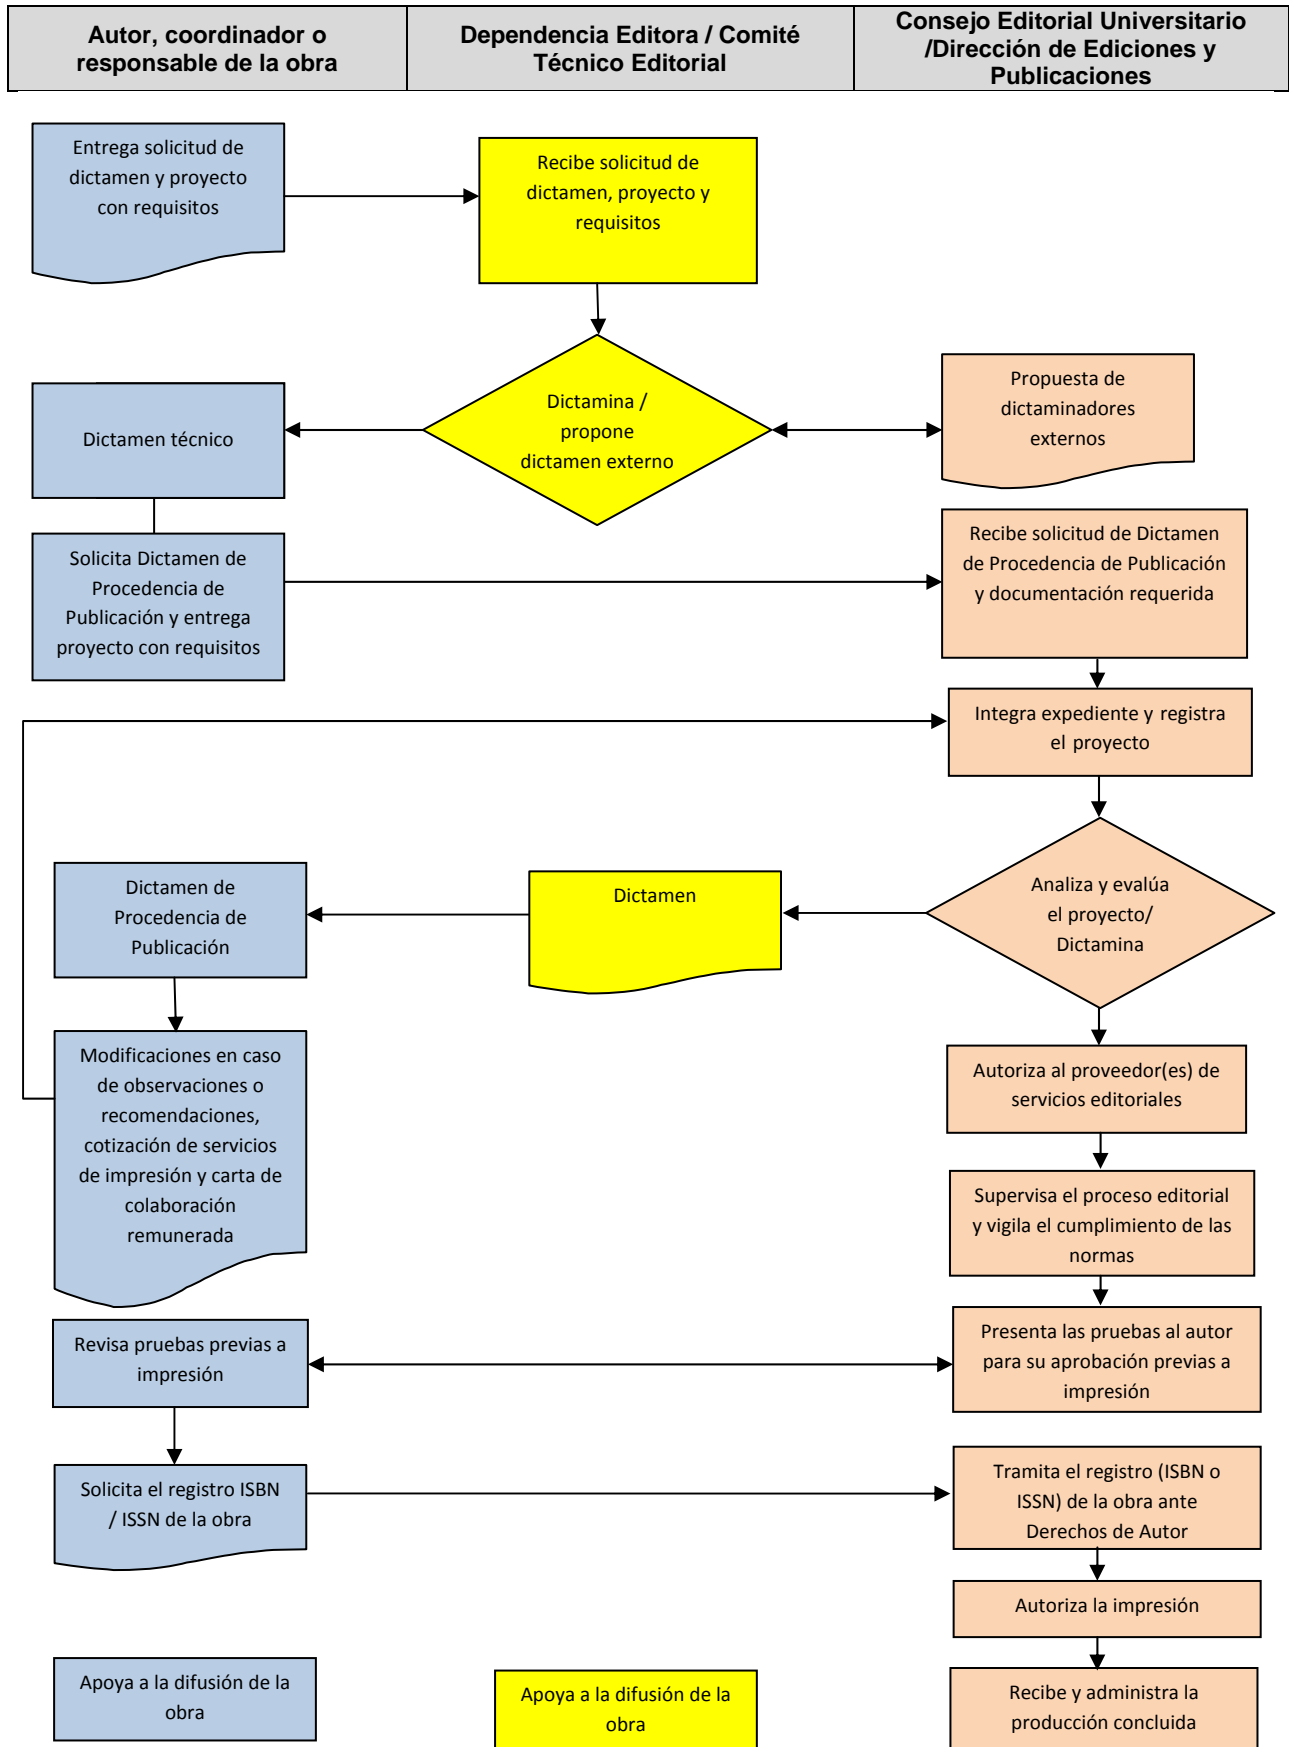 Autor, coordinador o
responsable de la obra
Dependencia Editora / Comité
Técnico Editorial
Consejo Editorial Universitario
/Dirección de Ediciones y
Publicaciones
Entrega solicitud de
dictamen y proyecto
con requisitos
Recibe solicitud de
dictamen, proyecto y
requisitos
Dictamen técnico
Dictamina /
propone
dictamen externo
Propuesta de
dictaminadores
externos
Solicita Dictamen de
Procedencia de
Publicación y entrega
proyecto con requisitos
Recibe solicitud de Dictamen
de Procedencia de Publicación
y documentación requerida
Integra expediente y registra
el proyecto
Dictamen de
Procedencia de
Publicación
Dictamen
Analiza y evalúa
el proyecto/
Dictamina
Modificaciones en caso
de observaciones o
recomendaciones,
cotización de servicios
de impresión y carta de
colaboración
remunerada
Autoriza al proveedor(es) de
servicios editoriales
Supervisa el proceso editorial
y vigila el cumplimiento de las
normas
Revisa pruebas previas a
impresión
Presenta las pruebas al autor
para su aprobación previas a
impresión
Solicita el registro ISBN
/ ISSN de la obra
Tramita el registro (ISBN o
ISSN) de la obra ante
Derechos de Autor
Autoriza la impresión
Apoya a la difusión de la
obra
Apoya a la difusión de la
obra
Recibe y administra la
producción concluida